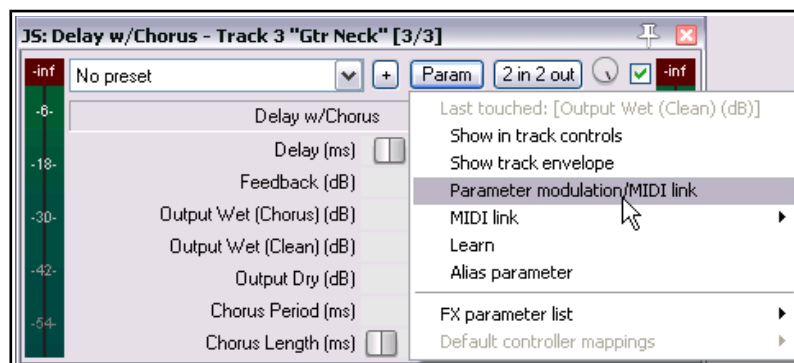 JS: Delay w/Chorus - Track 3 "Gtr Neck" [3/3]
-inf No preset + Param 2 in 2 out -inf
-6-
-18-
-30-
-42-
-54-
Delay w/Chorus
Delay (ms)
Feedback (dB)
Output Wet (Chorus) (dB)
Output Wet (Clean) (dB)
Output Dry (dB)
Chorus Period (ms)
Chorus Length (ms)
Last touched: [Output Wet (Clean) (dB)]
Show in track controls
Show track envelope
Parameter modulation/MIDI link
MIDI link
Learn
Alias parameter
FX parameter list
Default controller mappings